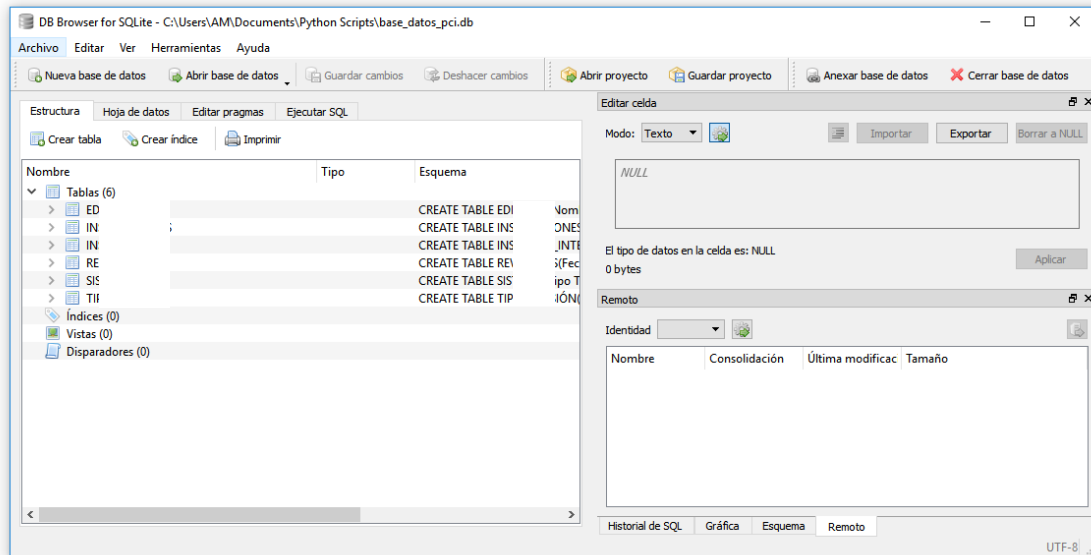 DB Browser for SQLite - C:\Users\AM\Documents\Python Scripts\base_datos_pci.db
Archivo Editar Ver Herramientas Ayuda
Nueva base de datos Abrir base de datos Guardar cambios Deshacer cambios Abrir proyecto Guardar proyecto Anexar base de datos Cerrar base de datos
Estructura Hoja de datos Editar pragmas Ejecutar SQL
Crear tabla Crear índice Imprimir
Nombre Tipo Esquema
Tablas (6)
ED CREATE TABLE EDI Nom
IN CREATE TABLE INS ONES
IN CREATE TABLE INS _INTE
RE CREATE TABLE REV S(Fec
SIS CREATE TABLE SIS ipo T
TIF CREATE TABLE TIP IÓN(
Índices (0)
Vistas (0)
Disparadores (0)
Editar celda
Modo: Texto Importar Exportar Borrar a NULL
NULL
El tipo de datos en la celda es: NULL
0 bytes
Aplicar
Remoto
Identidad
Nombre Consolidación Última modificac Tamaño
Historial de SQL Gráfica Esquema Remoto
UTF-8